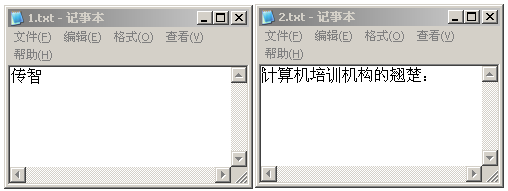 1.txt - 记事本
文件(F) 编辑(E) 格式(O) 查看(V)
帮助(H)
传智
2.txt - 记事本
文件(F) 编辑(E) 格式(O) 查看(V)
帮助(H)
计算机培训机构的翘楚：